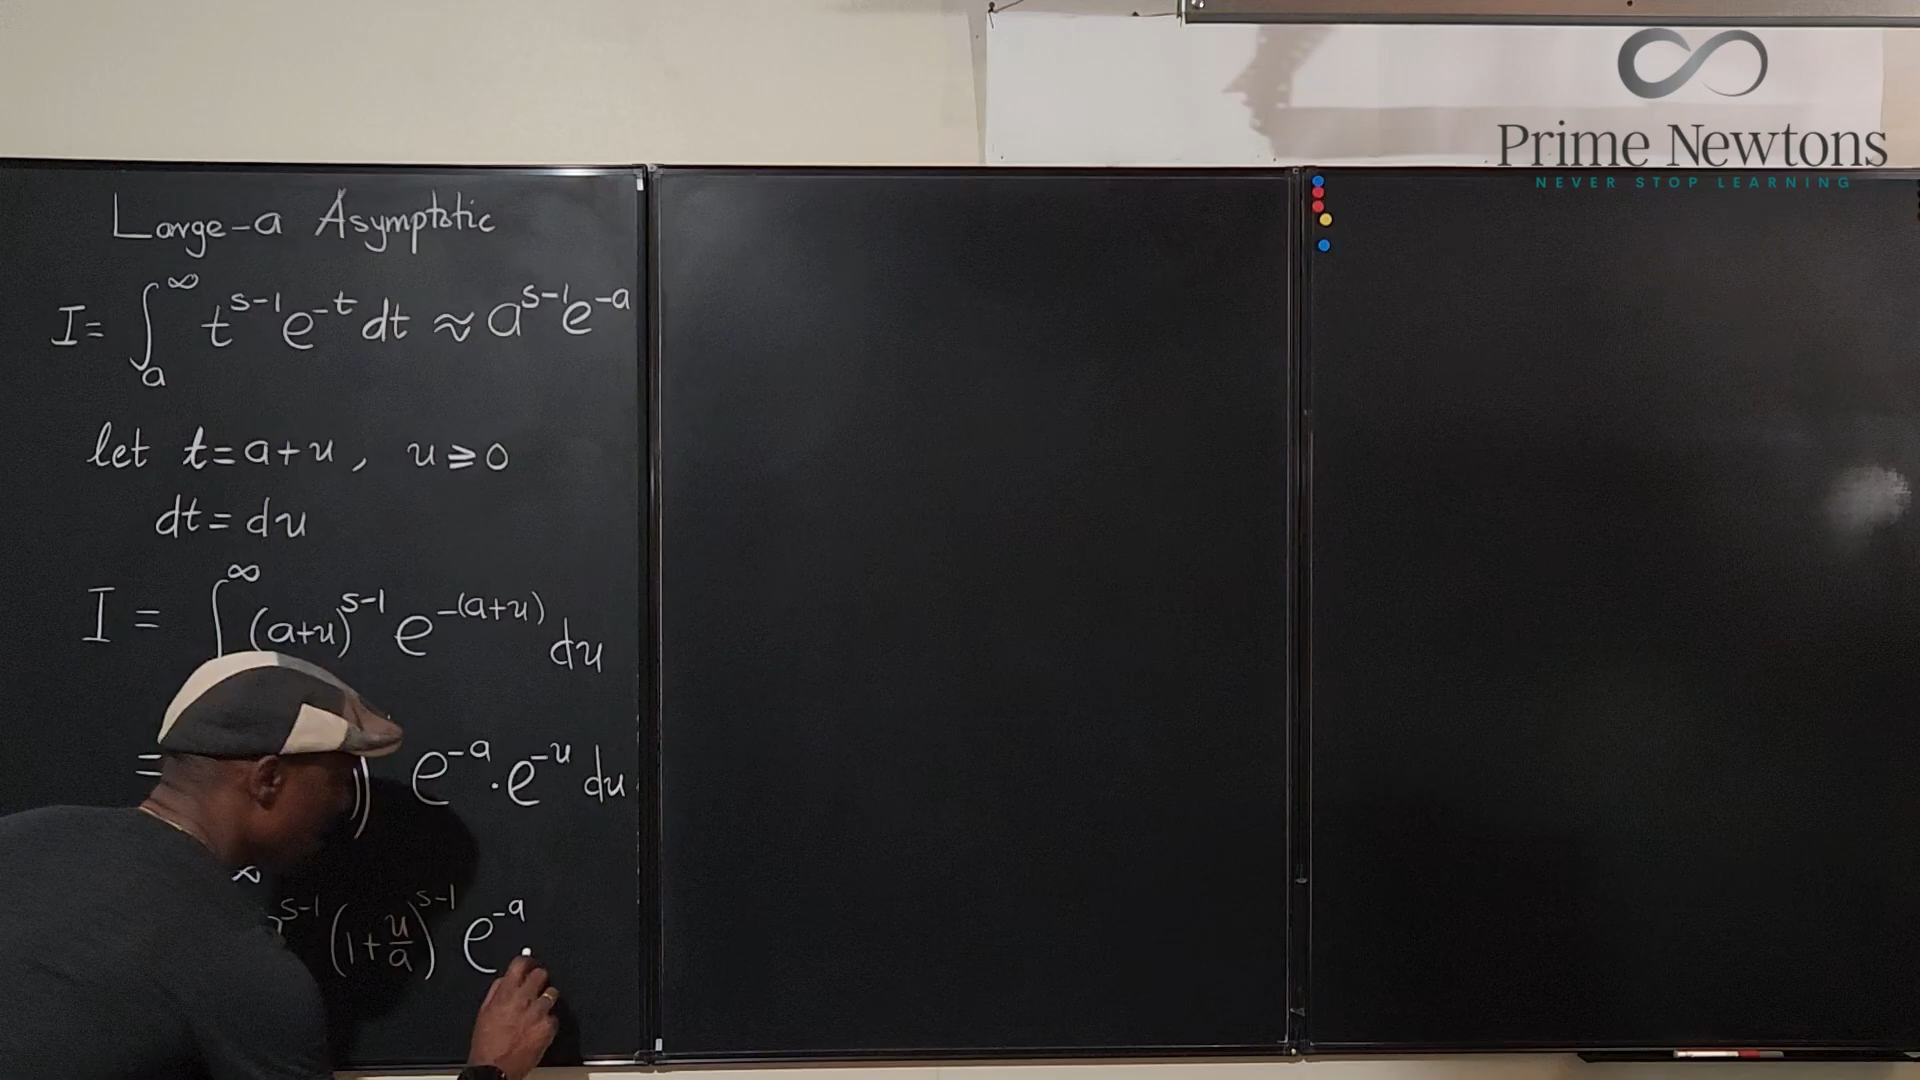 Prime Newtons
NEVER STOP LEARNING
Large-a Asymptotic
I= ∫_a^∞ t^{s-1} e^{-t} dt ≈ a^{s-1} e^{-a}
let t=a+u, u≥0
dt=du
I = ∫^∞ (a+u)^{s-1} e^{-(a+u)} du
= ) e^{-a}·e^{-u} du
∞ ^{s-1} (1+u/a)^{s-1} e^{-a}·